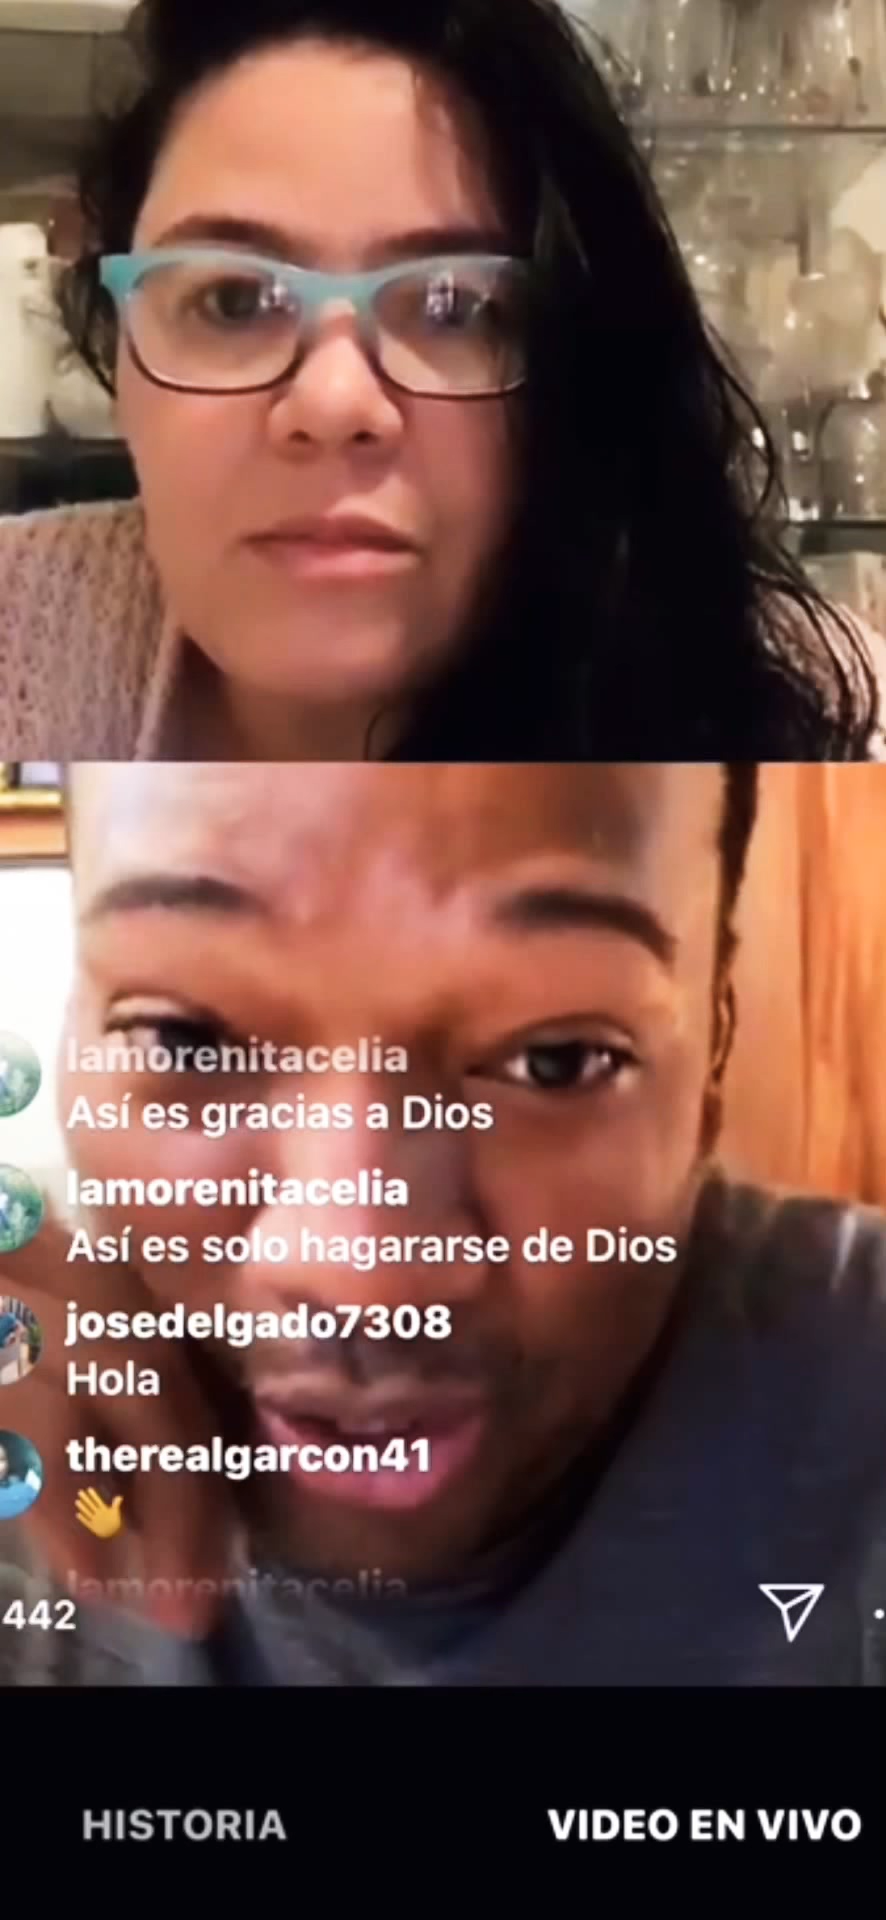 lamorenitacelia
Así es gracias a Dios
lamorenitacelia
Así es solo hagararse de Dios
josedelgado7308
Hola
therealgarcon41
👋
lamorenitacelia
442
HISTORIA
VIDEO EN VIVO